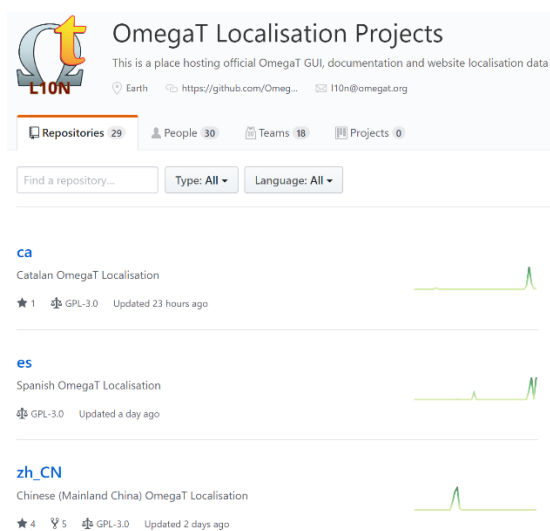 Ω t
L10N
OmegaT Localisation Projects
This is a place hosting official OmegaT GUI, documentation and website localisation data
Earth https://github.com/Omeg... l10n@omegat.org
Repositories 29 People 30 Teams 18 Projects 0
Find a repository... Type: All Language: All
ca
Catalan OmegaT Localisation
1 GPL-3.0 Updated 23 hours ago
es
Spanish OmegaT Localisation
GPL-3.0 Updated a day ago
zh_CN
Chinese (Mainland China) OmegaT Localisation
4 5 GPL-3.0 Updated 2 days ago